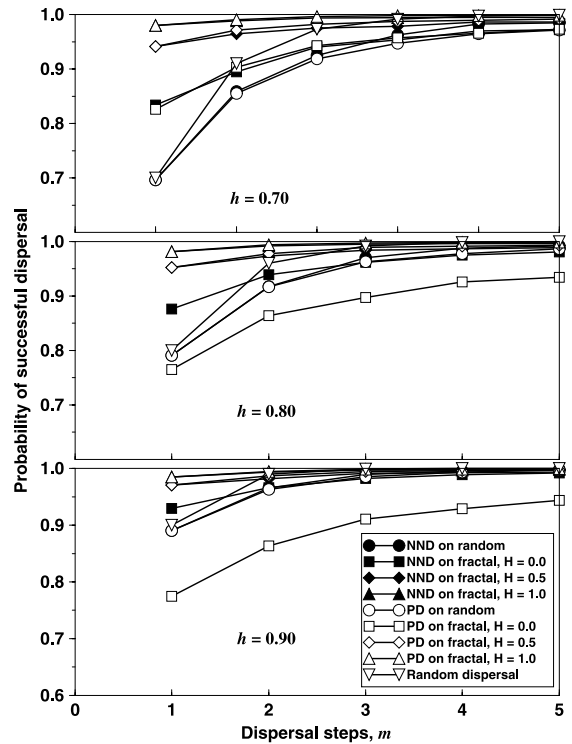 1.0
0.9
0.8
0.7
h = 0.70
1.0
0.9
0.8
0.7
h = 0.80
Probability of successful dispersal
1.0
0.9
0.8
0.7
0.6
h = 0.90
NND on random
NND on fractal, H = 0.0
NND on fractal, H = 0.5
NND on fractal, H = 1.0
PD on random
PD on fractal, H = 0.0
PD on fractal, H = 0.5
PD on fractal, H = 1.0
Random dispersal
0 1 2 3 4 5
Dispersal steps, m